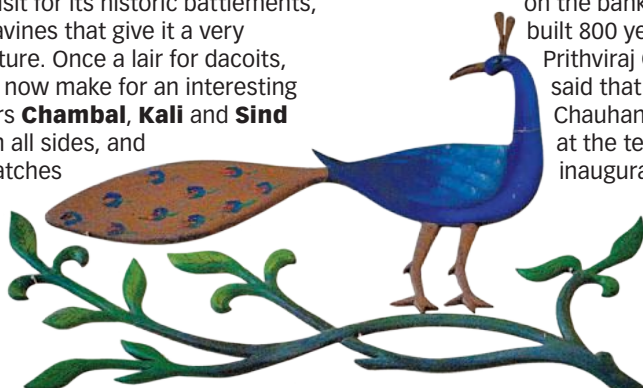 isit for its historic battlements,
avines that give it a very
ture. Once a lair for dacoits,
now make for an interesting
rs Chambal, Kali and Sind
n all sides, and
atches
on the bank
built 800 ye
Prithviraj
said that
Chauhan
at the te
inaugura